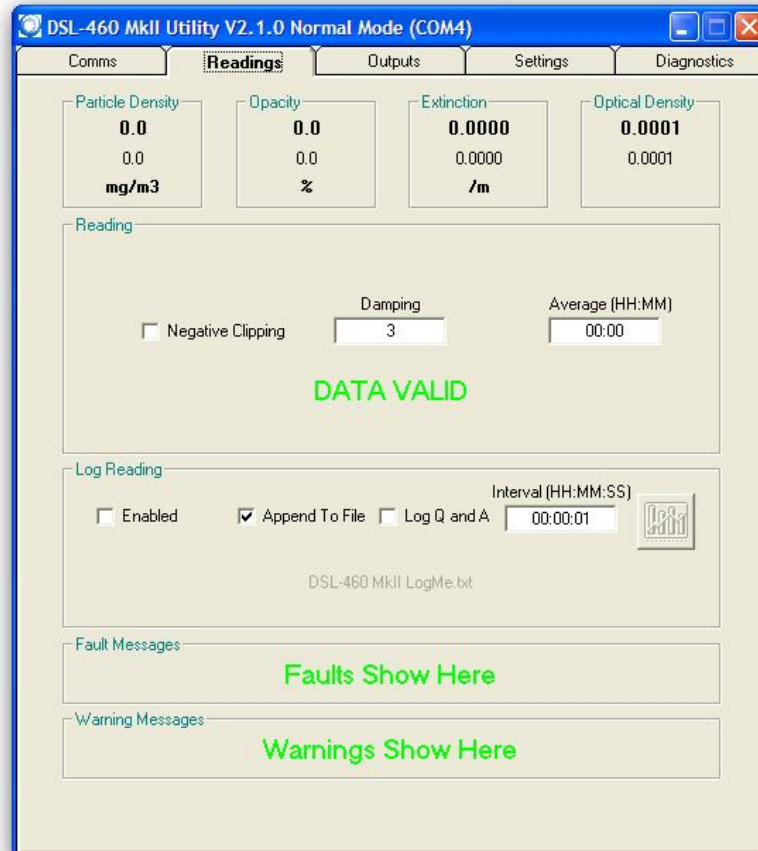 DSL-460 MkII Utility V2.1.0 Normal Mode (COM4)
Comms Readings Outputs Settings Diagnostics
Particle Density Opacity Extinction Optical Density
0.0 0.0 0.0000 0.0001
0.0 0.0 0.0000 0.0001
mg/m3 % /m
Reading
Damping Average (HH:MM)
Negative Clipping 3 00:00
DATA VALID
Log Reading
Interval (HH:MM:SS)
Enabled Append To File Log Q and A 00:00:01
DSL-460 MkII LogMe.txt
Fault Messages
Faults Show Here
Warning Messages
Warnings Show Here